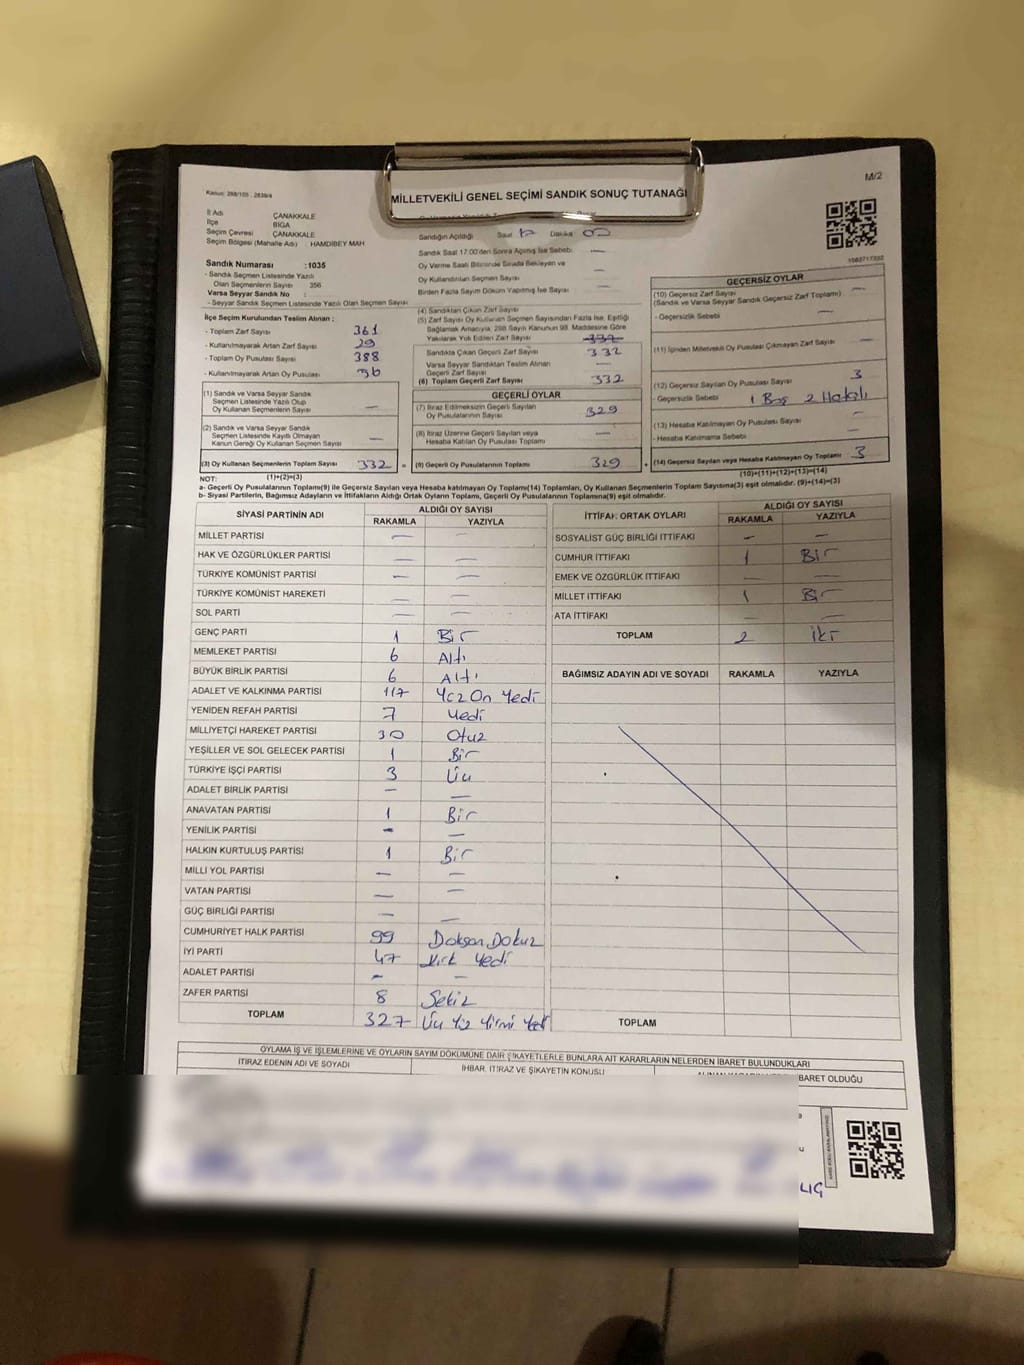 M/2
Kanun: 298/105 , 2839/4
MİLLETVEKİLİ GENEL SEÇİMİ SANDIK SONUÇ TUTANAĞI
İl Adı ÇANAKKALE
İlçe BİGA
Seçim Çevresi ÇANAKKALE
Seçim Bölgesi (Mahalle Adı) : HAMDIBEY MAH
Sandık Numarası :1035
- Sandık Seçmen Listesinde Yazılı
Olan Seçmenlerin Sayısı 356
Varsa Seyyar Sandık No :
- Seyyar Sandık Seçmen Listesinde Yazılı Olan Seçmen Sayısı
İlçe Seçim Kurulundan Teslim Alınan ;
- Toplam Zarf Sayısı 361
- Kullanılmayarak Artan Zarf Sayısı 29
- Toplam Oy Pusulası Sayısı 388
- Kullanılmayarak Artan Oy Pusulası
(1) Sandık ve Varsa Seyyar Sandık
Seçmen Listesinde Yazılı Olup
Oy Kullanan Seçmenlerin Sayısı —
(2) Sandık ve Varsa Seyyar Sandık
Seçmen Listesinde Kayıtlı Olmayan
Kanun Gereği Oy Kullanan Seçmen Sayısı —
(3) Oy Kullanan Seçmenlerin Toplam Sayısı 332 =
(1)+(2)=(3)
Sandığın Açıldığı Saat Dakika
Sandık Saat 17:00'den Sonra Açılmış İse Sebebi: —
Oy Verme Saati Bitiminde Sırada Bekleyen ve
Oy Kullandırılan Seçmen Sayısı —
Birden Fazla Sayım Döküm Yapılmış İse Sayısı —
(4) Sandıktan Çıkan Zarf Sayısı
(5) Zarf Sayısı Oy Kullanan Seçmen Sayısından Fazla İse, Eşitliği
Sağlamak Amacıyla, 298 Sayılı Kanunun 98. Maddesine Göre
Yakılarak Yok Edilen Zarf Sayısı 332
Sandıkta Çıkan Geçerli Zarf Sayısı 332
Varsa Seyyar Sandıktan Teslim Alınan
Geçerli Zarf Sayısı —
(6) Toplam Geçerli Zarf Sayısı 332
GEÇERLİ OYLAR
(7) İtiraz Edilmeksizin Geçerli Sayılan
Oy Pusulalarının Sayısı 329
(8) İtiraz Üzerine Geçerli Sayılan veya
Hesaba Katılan Oy Pusulası Toplamı —
(9) Geçerli Oy Pusulalarının Toplamı 329 +
1082717332
GEÇERSİZ OYLAR
(10) Geçersiz Zarf Sayısı
(Sandık ve Varsa Seyyar Sandık Geçersiz Zarf Toplamı) —
- Geçersizlik Sebebi —
(11) İçinden Milletvekili Oy Pusulası Çıkmayan Zarf Sayısı —
(12) Geçersiz Sayılan Oy Pusulası Sayısı 3
- Geçersizlik Sebebi 1 Boş 2 Hatalı
(13) Hesaba Katılmayan Oy Pusulası Sayısı —
- Hesaba Katılmama Sebebi —
(14) Geçersiz Sayılan veya Hesaba Katılmayan Oy Toplamı 3
(10)+(11)+(12)+(13)=(14)
NOT:
a- Geçerli Oy Pusulalarının Toplamı(9) ile Geçersiz Sayılan veya Hesaba katılmayan Oy Toplamı(14) Toplamları, Oy Kullanan Seçmenlerin Toplam Sayısına(3) eşit olmalıdır. (9)+(14)=(3)
b- Siyasi Partilerin, Bağımsız Adayların ve İttifakların Aldığı Ortak Oyların Toplamı, Geçerli Oy Pusulalarının Toplamına(9) eşit olmalıdır.
SİYASİ PARTİNİN ADI ALDIĞI OY SAYISI
RAKAMLA YAZIYLA
MİLLET PARTİSİ — —
HAK VE ÖZGÜRLÜKLER PARTİSİ — —
TÜRKİYE KOMÜNİST PARTİSİ — —
TÜRKİYE KOMÜNİST HAREKETİ — —
SOL PARTİ — —
GENÇ PARTİ 1 Bir
MEMLEKET PARTİSİ 6 Altı
BÜYÜK BİRLİK PARTİSİ 6 Altı
ADALET VE KALKINMA PARTİSİ 117 Yüz On Yedi
YENİDEN REFAH PARTİSİ 7 Yedi
MİLLİYETÇİ HAREKET PARTİSİ 30 Otuz
YEŞİLLER VE SOL GELECEK PARTİSİ 1 Bir
TÜRKİYE İŞÇİ PARTİSİ 3 Üç
ADALET BİRLİK PARTİSİ — —
ANAVATAN PARTİSİ 1 Bir
YENİLİK PARTİSİ — —
HALKIN KURTULUŞ PARTİSİ 1 Bir
MİLLİ YOL PARTİSİ — —
VATAN PARTİSİ — —
GÜÇ BİRLİĞİ PARTİSİ — —
CUMHURİYET HALK PARTİSİ 99 Doksan Dokuz
İYİ PARTİ 47 Kırk Yedi
ADALET PARTİSİ — —
ZAFER PARTİSİ 8 Sekiz
TOPLAM 327 Üç Yüz Yirmi Yedi
İTTİFAK ORTAK OYLARI ALDIĞI OY SAYISI
RAKAMLA YAZIYLA
SOSYALİST GÜÇ BİRLİĞİ İTTİFAKI — —
CUMHUR İTTİFAKI 1 Bir
EMEK VE ÖZGÜRLÜK İTTİFAKI — —
MİLLET İTTİFAKI 1 Bir
ATA İTTİFAKI — —
TOPLAM 2 İki
BAĞIMSIZ ADAYIN ADI VE SOYADI RAKAMLA YAZIYLA
TOPLAM
OYLAMA İŞ VE İŞLEMLERİNE VE OYLARIN SAYIM DÖKÜMÜNE DAİR ŞİKAYETLERLE BUNLARA AİT KARARLARIN NELERDEN İBARET BULUNDUKLARI
İTİRAZ EDENİN ADI VE SOYADI İHBAR, İTİRAZ VE ŞİKAYETİN KONUSU BARET OLDUĞU